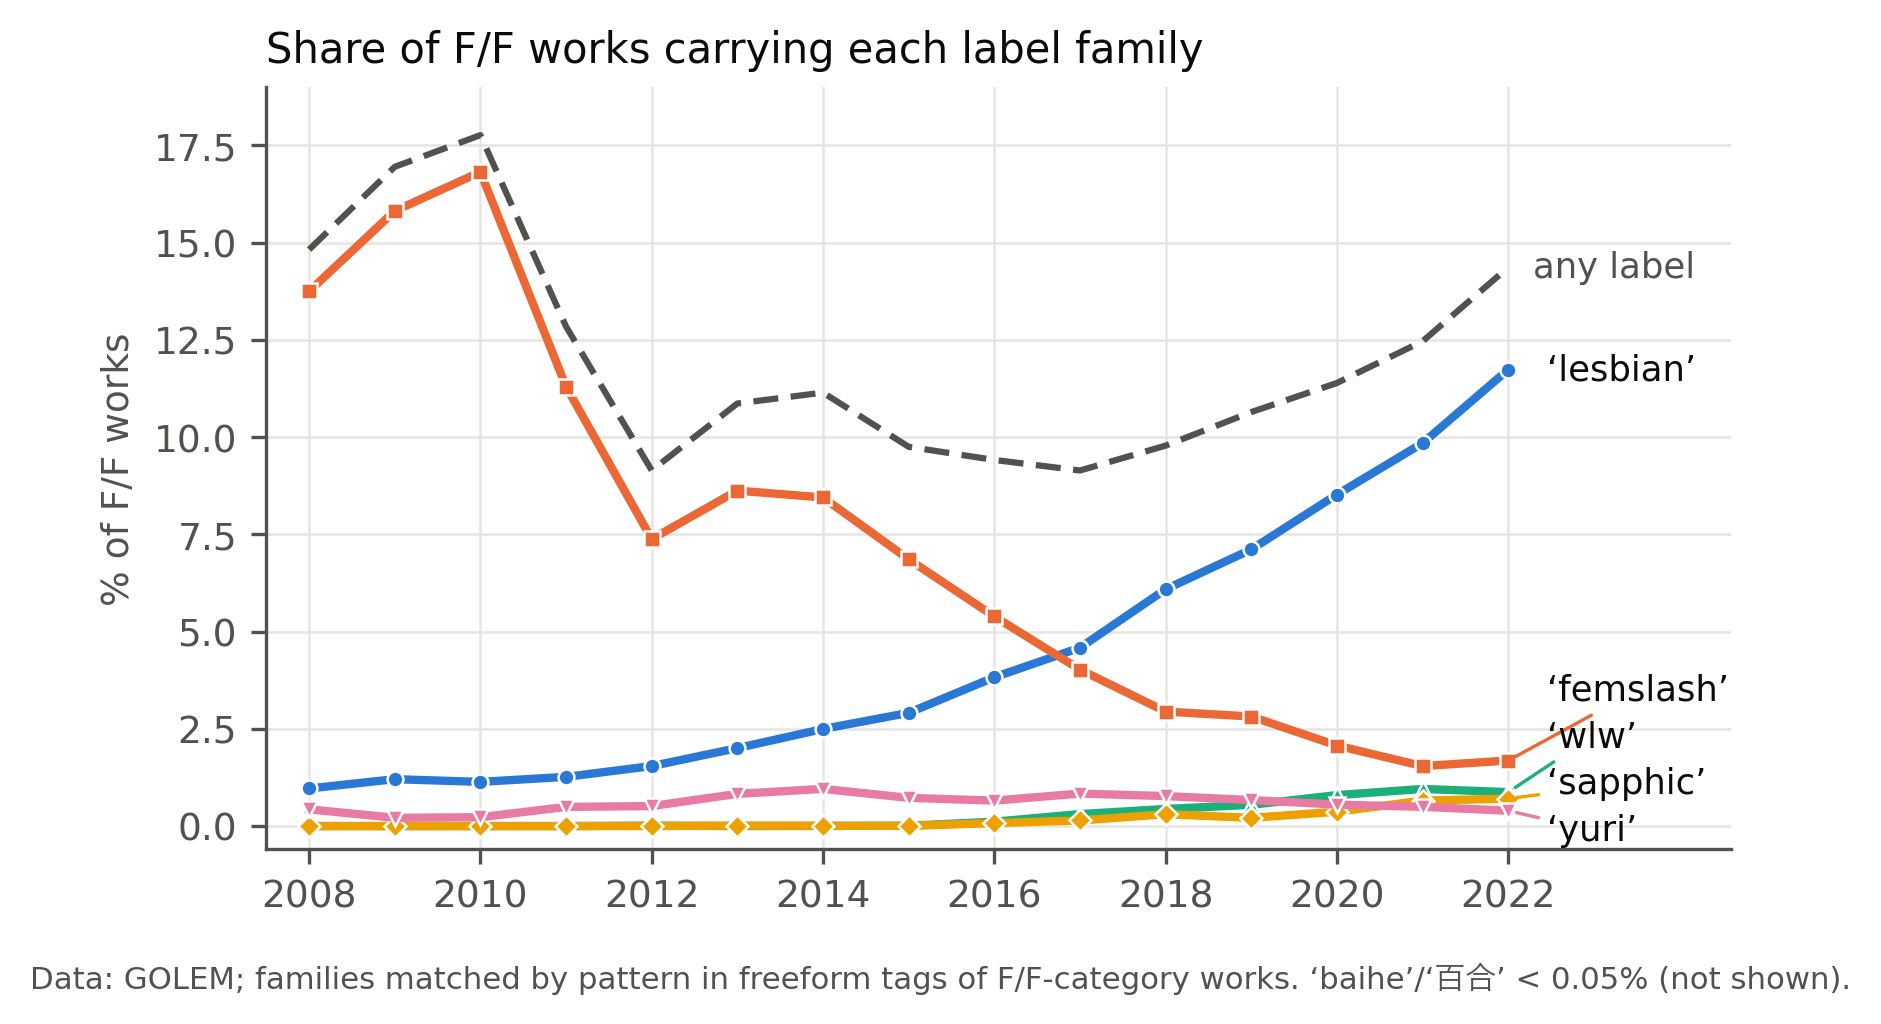 Share of F/F works carrying each label family
% of F/F works
17.5
15.0
12.5
10.0
7.5
5.0
2.5
0.0
any label
‘lesbian’
‘femslash’
‘wlw’
‘sapphic’
‘yuri’
2008 2010 2012 2014 2016 2018 2020 2022
Data: GOLEM; families matched by pattern in freeform tags of F/F-category works. ‘baihe’/‘百合’ < 0.05% (not shown).